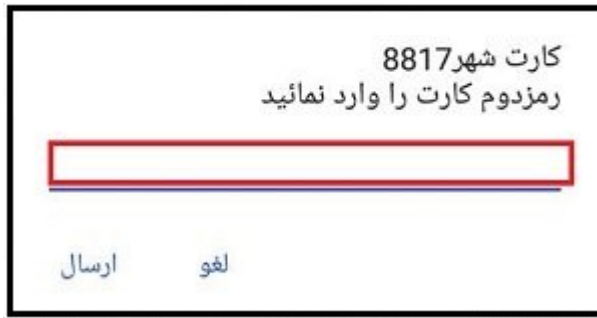 کارت شهر8817
رمزدوم کارت را وارد نمائید
لغو
ارسال